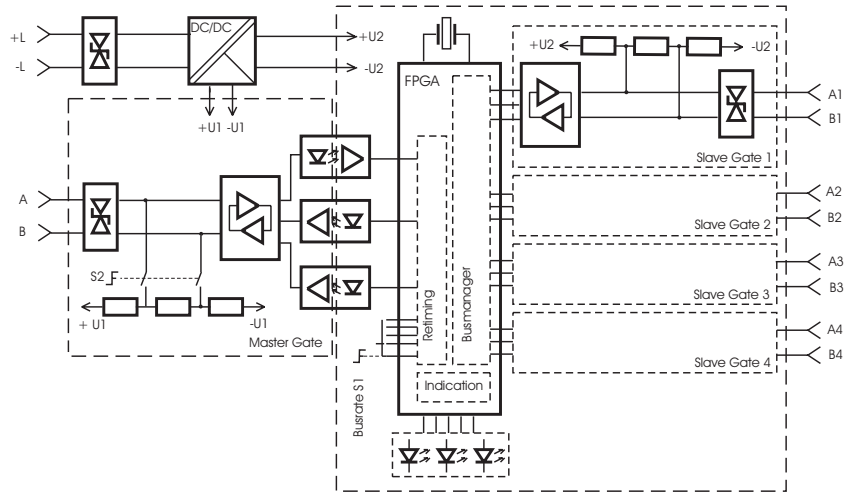 +L
-L
DC/DC
+U2
-U2
+U1 -U1
FPGA
+U2
-U2
A1
B1
Slave Gate 1
A
B
A2
B2
Slave Gate 2
A3
B3
Slave Gate 3
S2
+ U1
-U1
Master Gate
Retiming
Busmanager
A4
B4
Slave Gate 4
Busrate S1
Indication